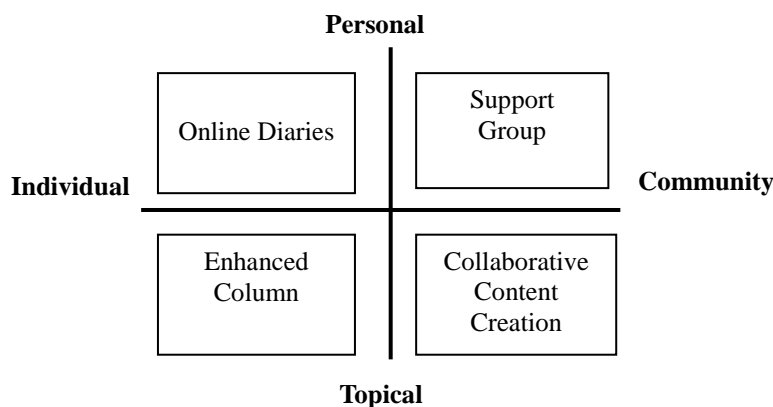 Personal
Online Diaries
Support
Group
Individual
Community
Enhanced
Column
Collaborative
Content
Creation
Topical